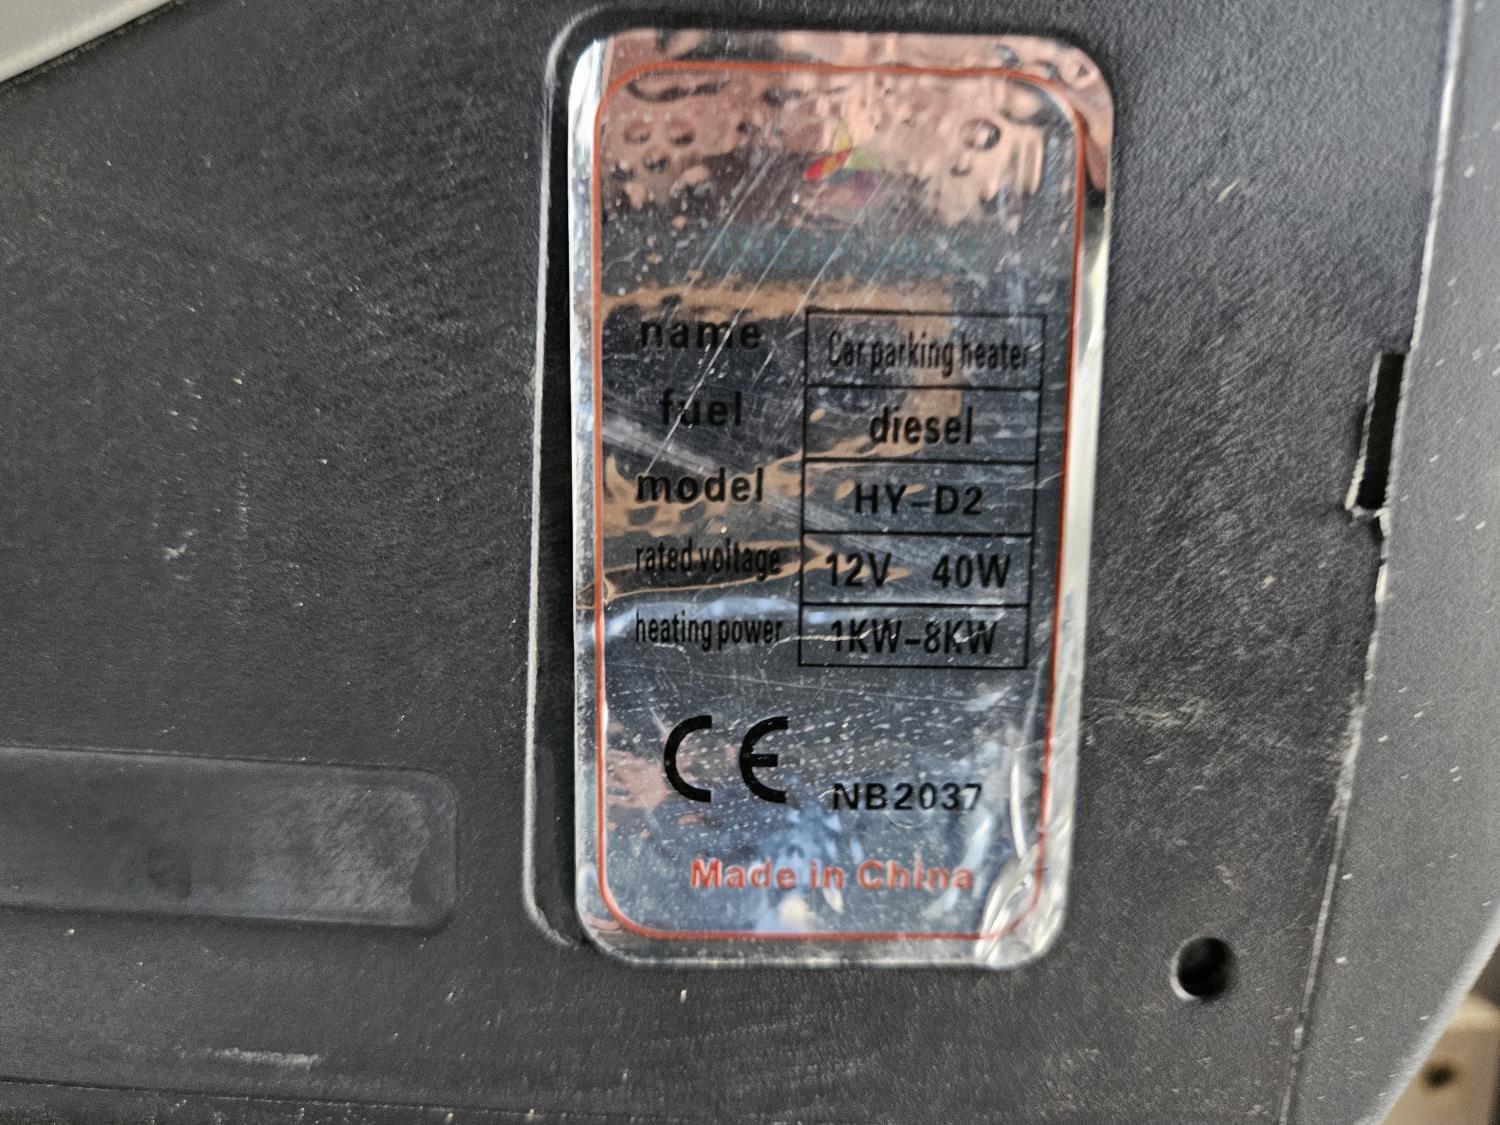 name Car parking heater
fuel diesel
model HY-D2
rated voltage 12V 40W
heating power 1KW-8KW
CE NB2037
Made in China